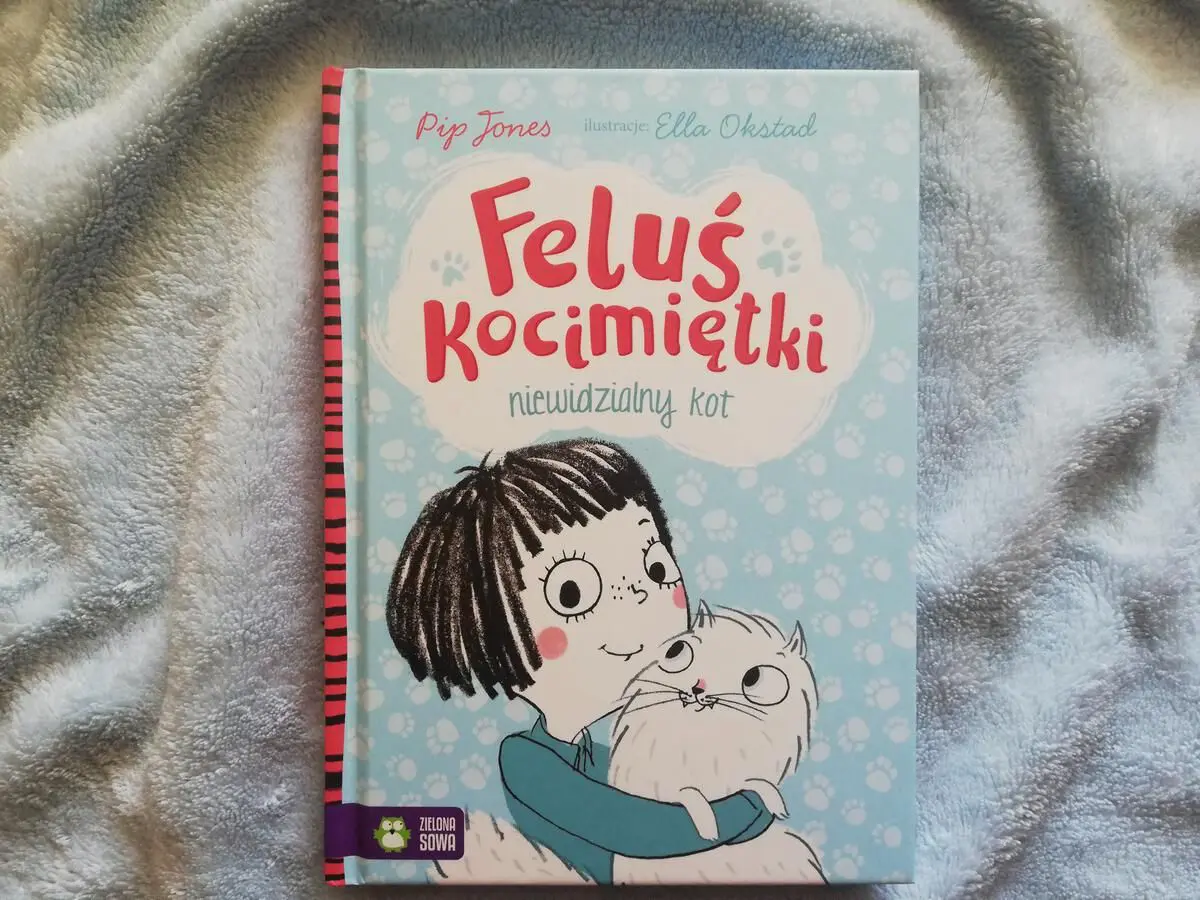 Pip Jones ilustracje: Ella Okstad
Feluś
Kocimiętki
niewidzialny kot
ZIELONA
SOWA